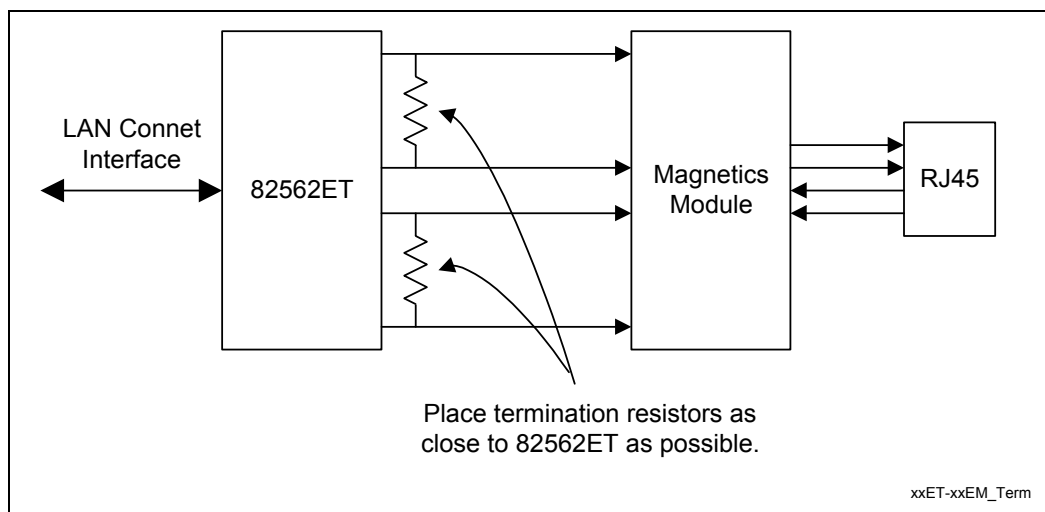 LAN Connet
Interface
82562ET
Magnetics
Module
RJ45
Place termination resistors as
close to 82562ET as possible.
xxET-xxEM_Term